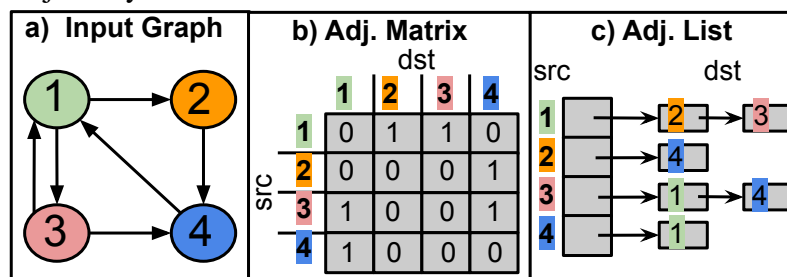 a) Input Graph
1 2
3 4
b) Adj. Matrix
dst
1 2 3 4
src
1 0 1 1 0
2 0 0 0 1
3 1 0 0 1
4 1 0 0 0
c) Adj. List
src dst
1 2 3
2 4
3 1 4
4 1